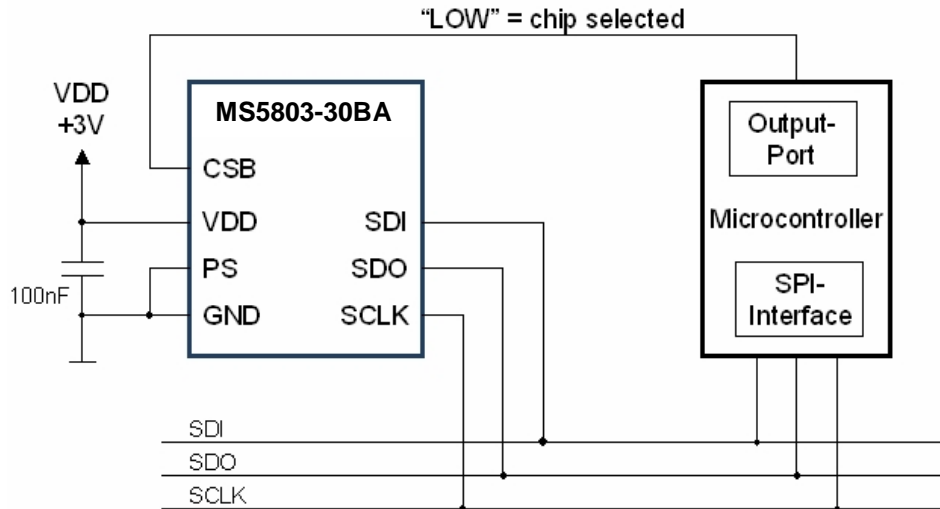 “LOW” = chip selected
VDD
+3V
MS5803-30BA
CSB
VDD
PS
GND
SDI
SDO
SCLK
100nF
Output-
Port
Microcontroller
SPI-
Interface
SDI
SDO
SCLK